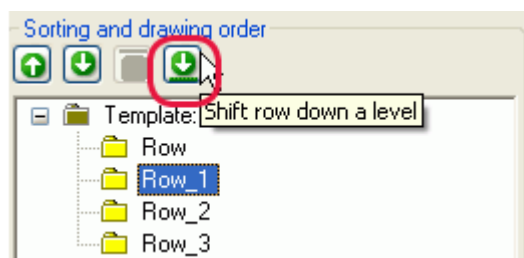 Sorting and drawing order
Shift row down a level
Template:
Row
Row_1
Row_2
Row_3